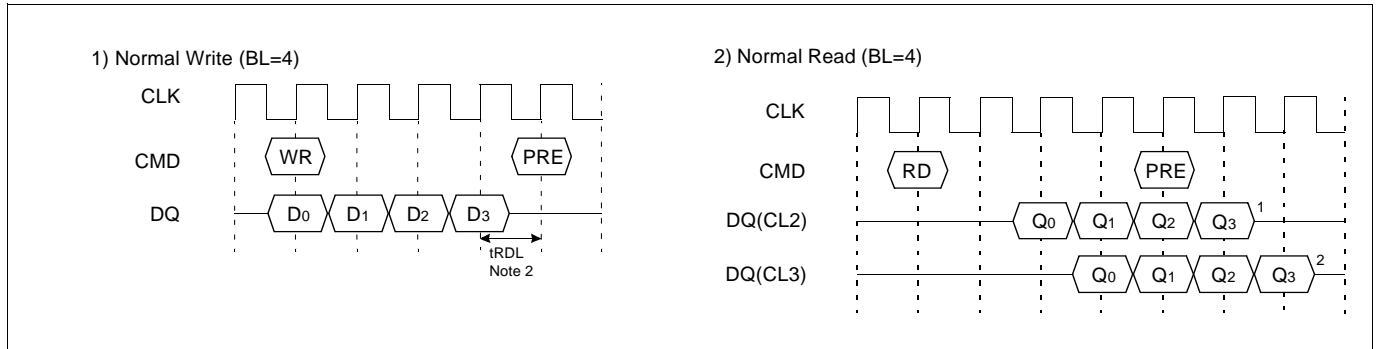 1) Normal Write (BL=4)
CLK
CMD
WR
PRE
DQ
D0
D1
D2
D3
tRDL
Note 2
2) Normal Read (BL=4)
CLK
CMD
RD
PRE
DQ(CL2)
Q0
Q1
Q2
Q3
1
DQ(CL3)
Q0
Q1
Q2
Q3
2